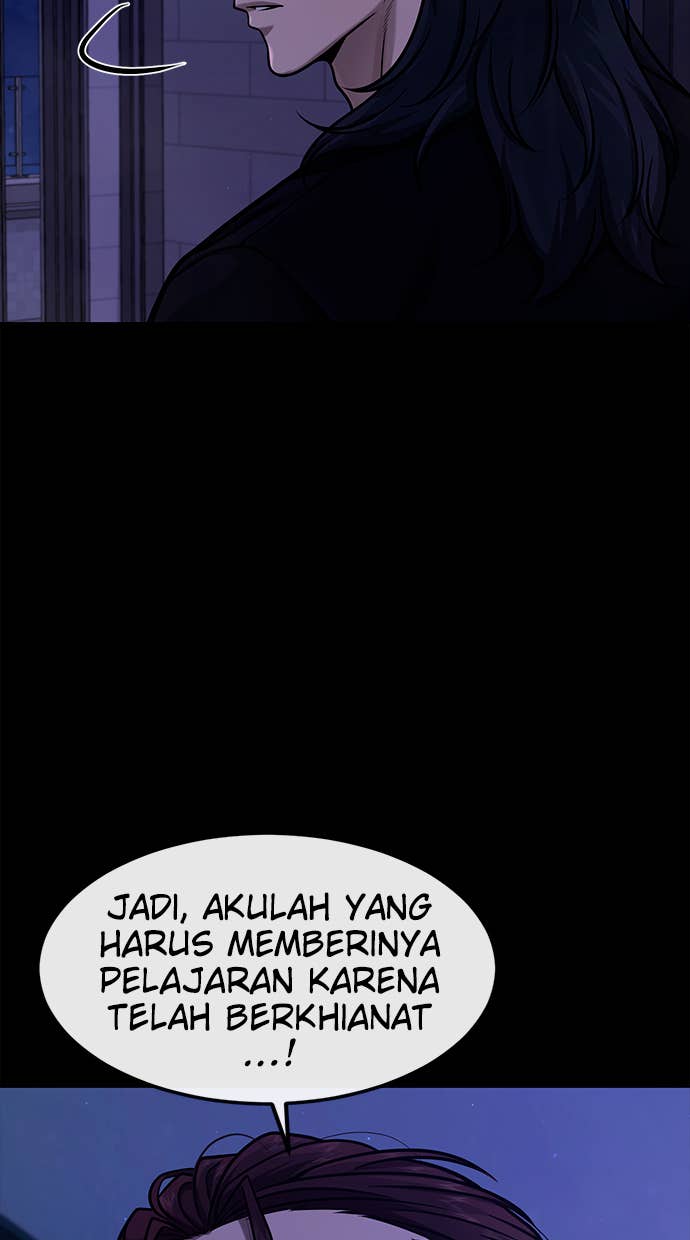 JADI, AKULAH YANG
HARUS MEMBERINYA
PELAJARAN KARENA
TELAH BERKHIANAT
...!